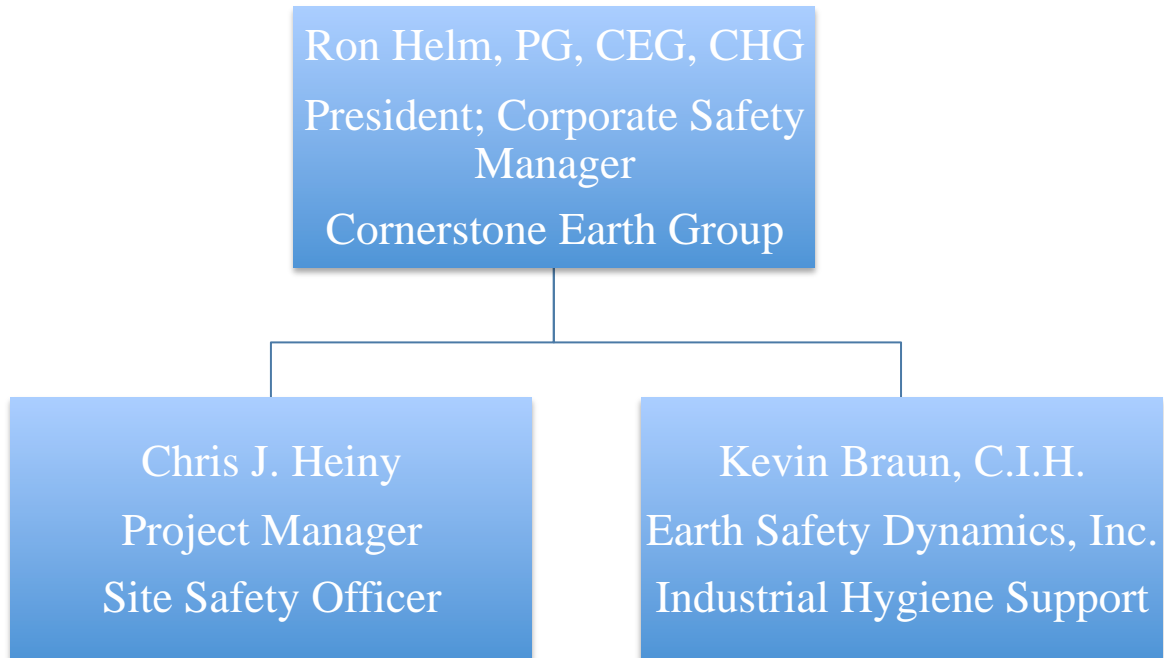 Ron Helm, PG, CEG, CHG
President; Corporate Safety
Manager
Cornerstone Earth Group
Chris J. Heiny
Project Manager
Site Safety Officer
Kevin Braun, C.I.H.
Earth Safety Dynamics, Inc.
Industrial Hygiene Support